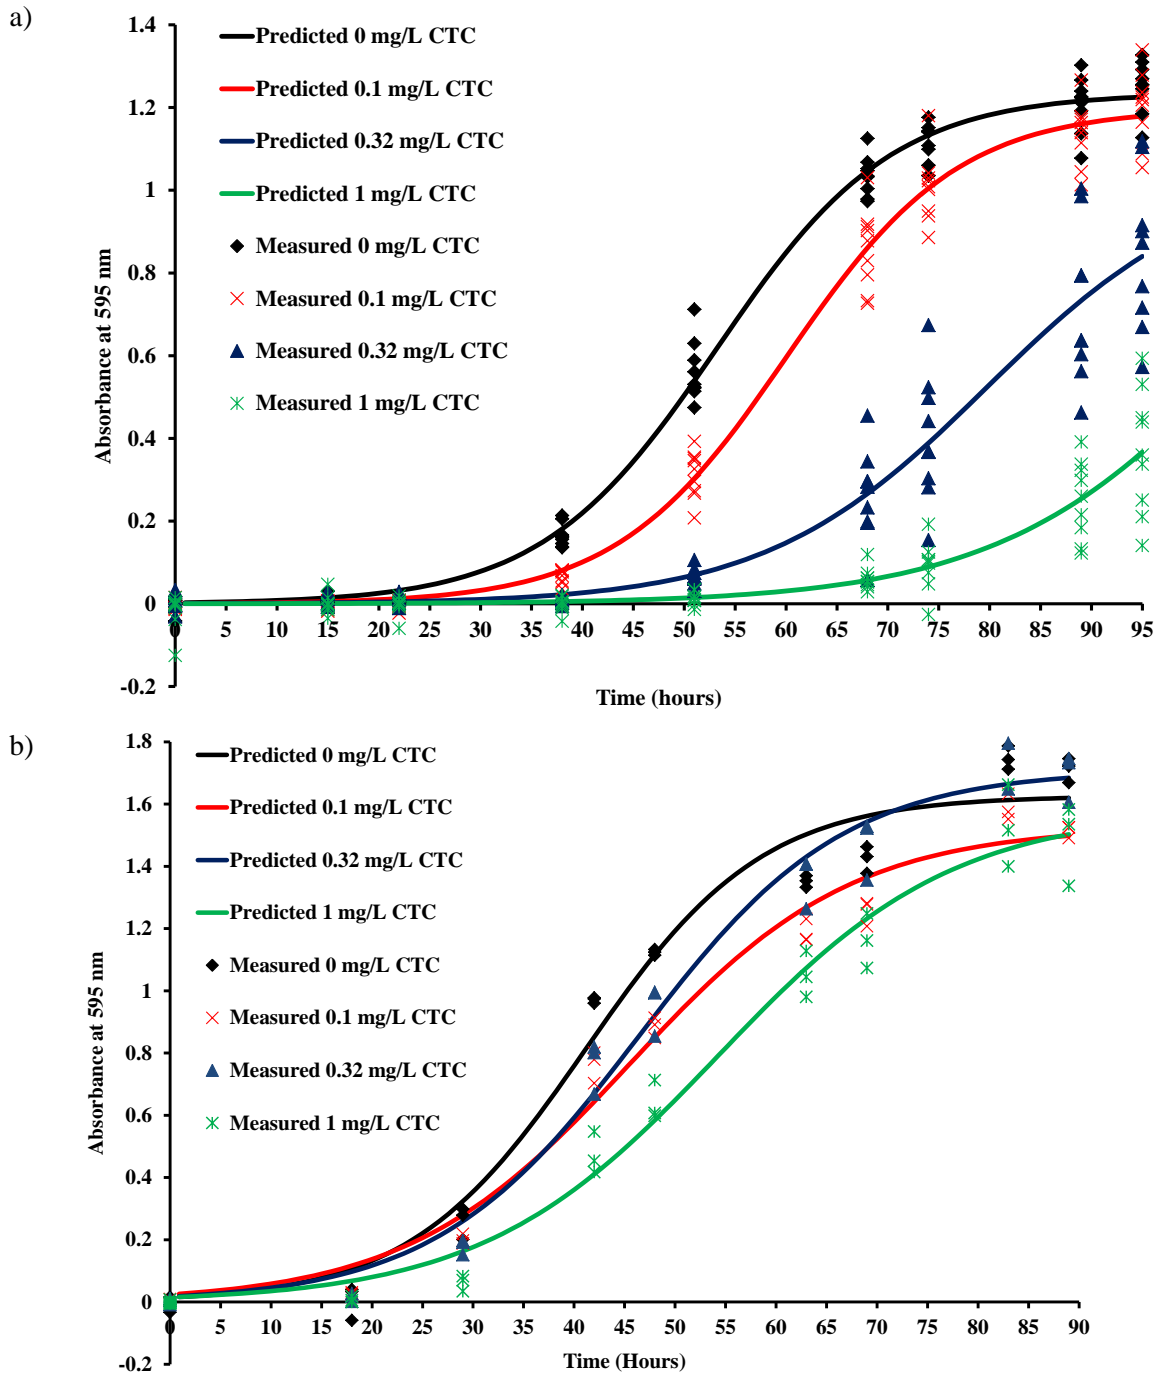 a)
1.4
1.2
1
0.8
0.6
0.4
0.2
0
-0.2
Absorbance at 595 nm
Predicted 0 mg/L CTC
Predicted 0.1 mg/L CTC
Predicted 0.32 mg/L CTC
Predicted 1 mg/L CTC
Measured 0 mg/L CTC
Measured 0.1 mg/L CTC
Measured 0.32 mg/L CTC
Measured 1 mg/L CTC
0 5 10 15 20 25 30 35 40 45 50 55 60 65 70 75 80 85 90 95
Time (hours)
b)
1.8
1.6
1.4
1.2
1
0.8
0.6
0.4
0.2
0
-0.2
Absorbance at 595 nm
Predicted 0 mg/L CTC
Predicted 0.1 mg/L CTC
Predicted 0.32 mg/L CTC
Predicted 1 mg/L CTC
Measured 0 mg/L CTC
Measured 0.1 mg/L CTC
Measured 0.32 mg/L CTC
Measured 1 mg/L CTC
0 5 10 15 20 25 30 35 40 45 50 55 60 65 70 75 80 85 90
Time (Hours)